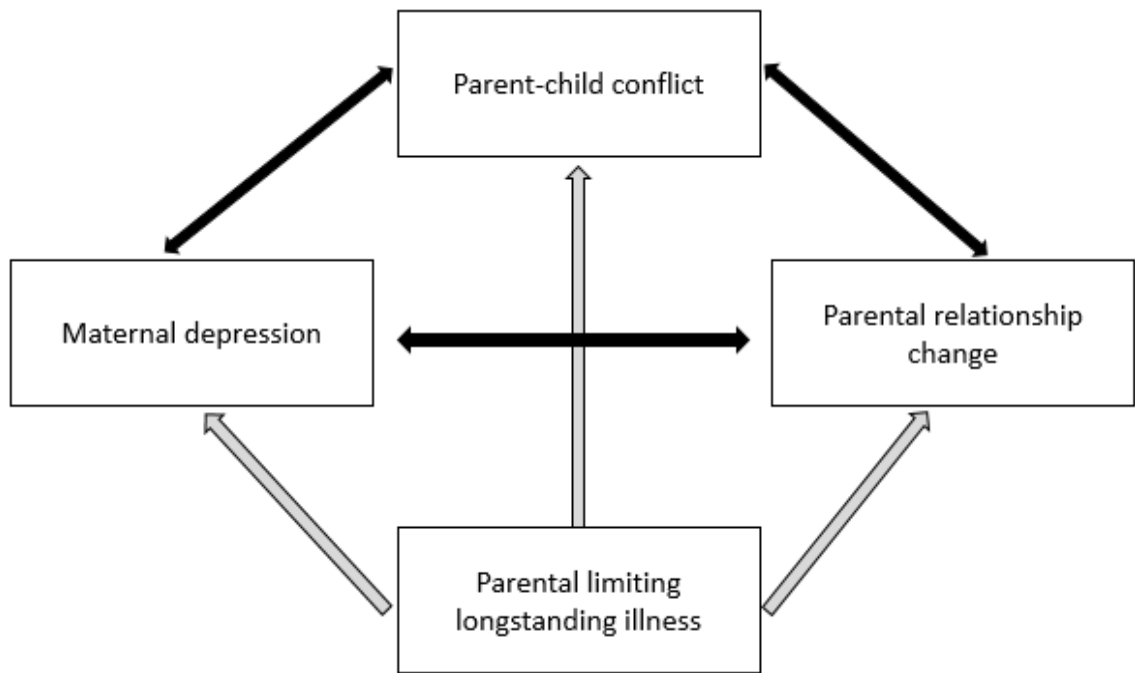 Parent-child conflict
Maternal depression
Parental relationship
change
Parental limiting
longstanding illness